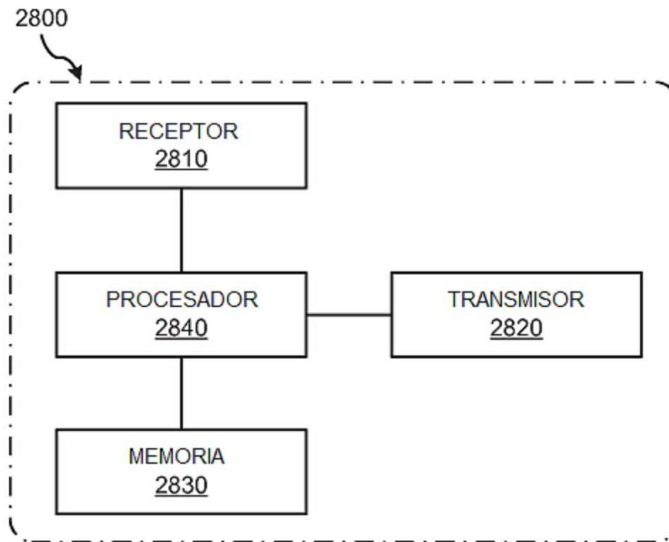 2800
RECEPTOR
2810
PROCESADOR
2840
TRANSMISOR
2820
MEMORIA
2830